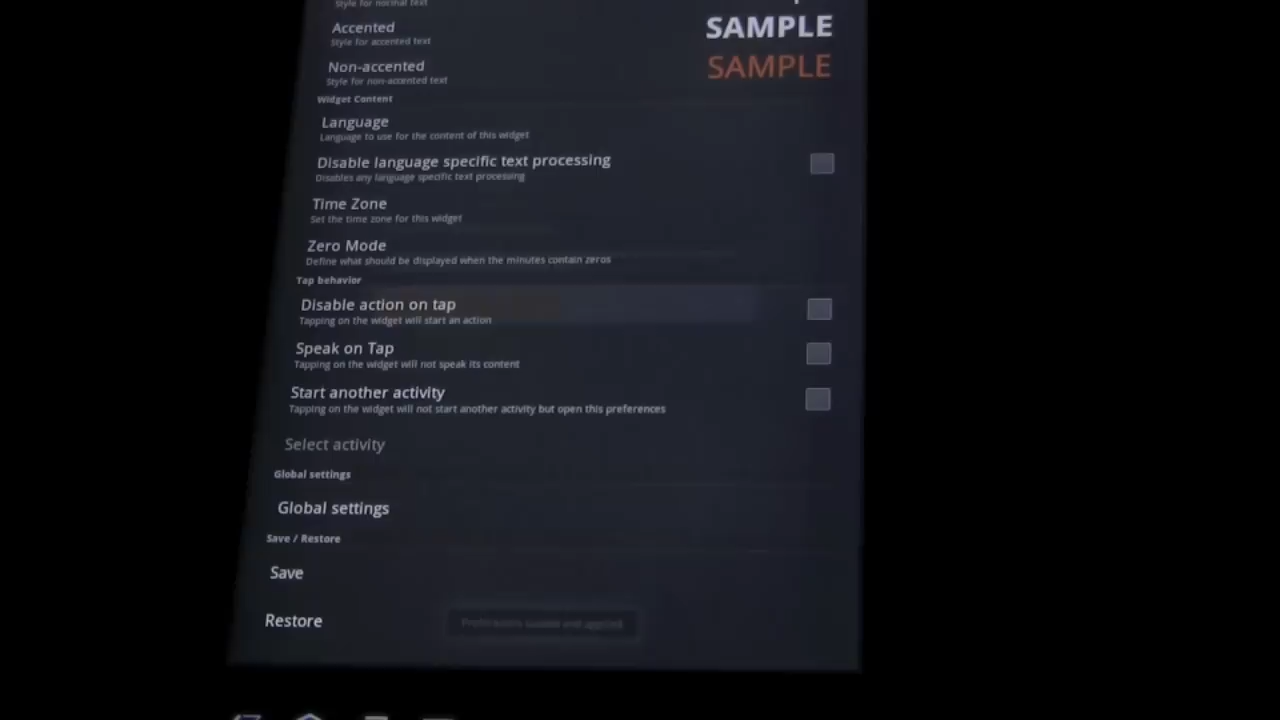 Style for normal text
Accented
Style for accented text
SAMPLE
Non-accented
Style for non-accented text
SAMPLE
Widget Content
Language
Language to use for the content of this widget
Disable language specific text processing
Disables any language specific text processing
Time Zone
Set the time zone for this widget
Zero Mode
Define what should be displayed when the minutes contain zeros
Tap behavior
Disable action on tap
Tapping on the widget will start an action
Speak on Tap
Tapping on the widget will not speak its content
Start another activity
Tapping on the widget will not start another activity but open this preferences
Select activity
Global settings
Global settings
Save / Restore
Save
Restore